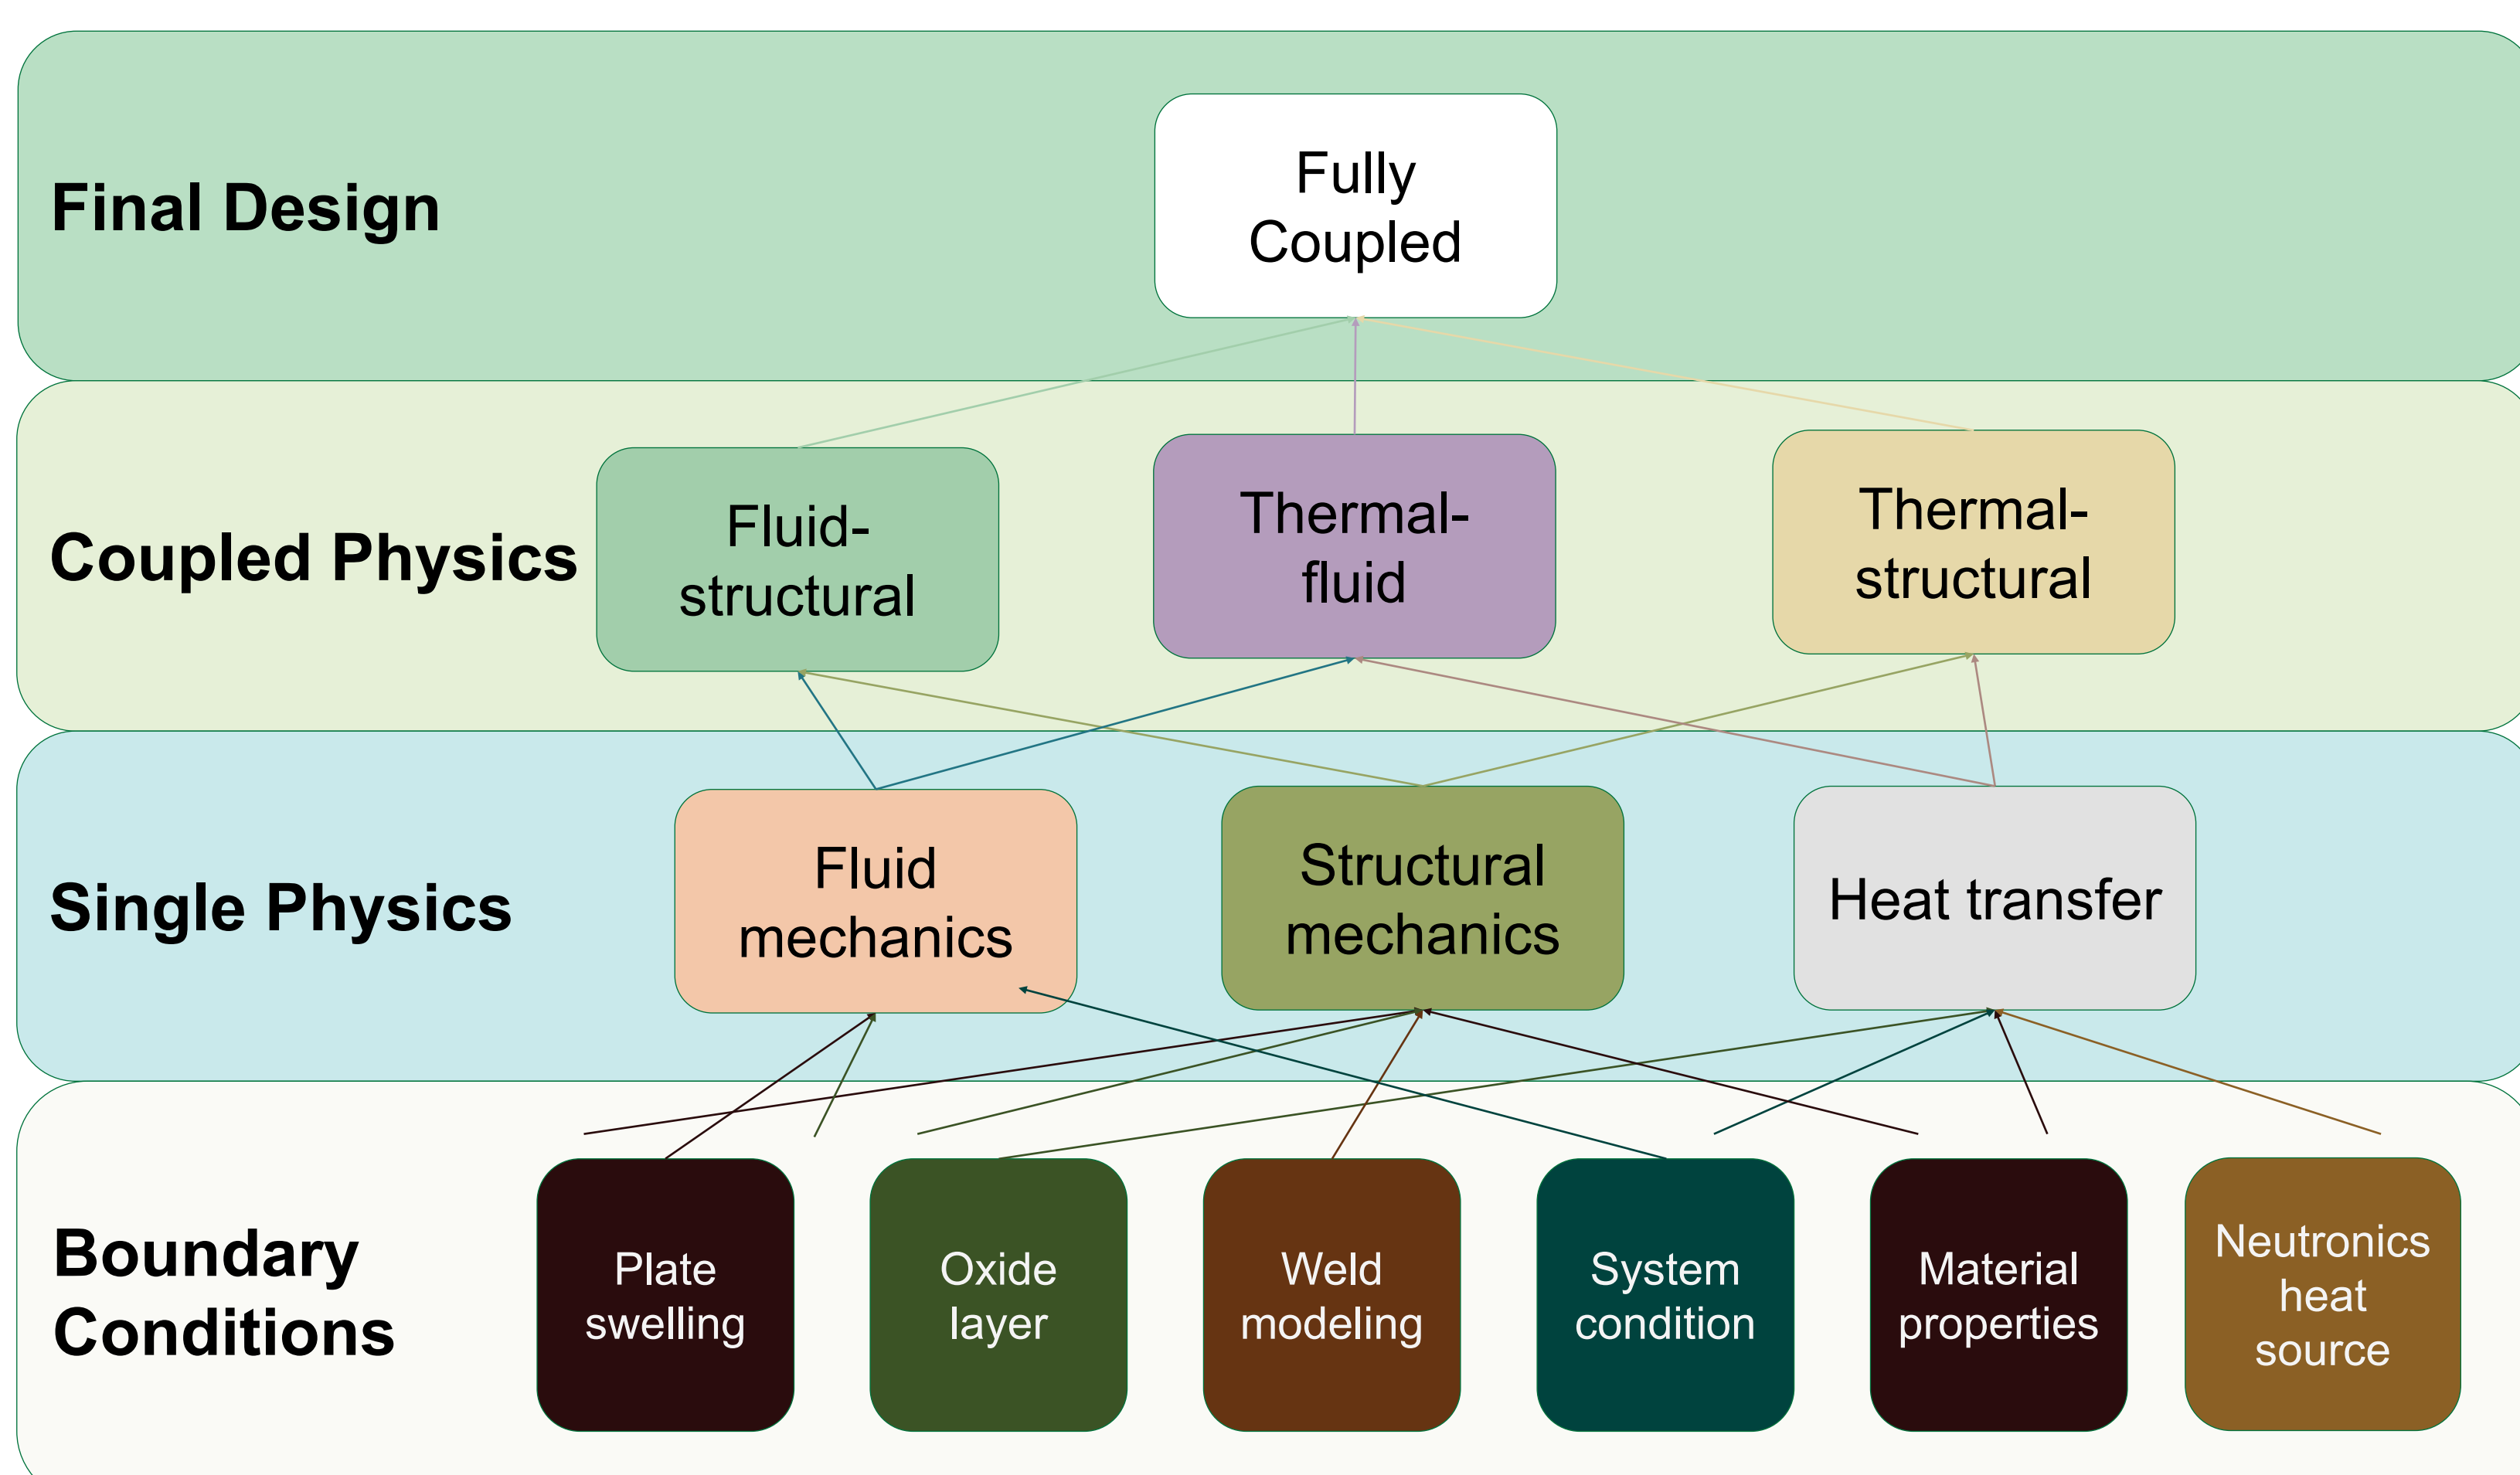 Final Design
Fully
Coupled
Coupled Physics
Fluid-
structural
Thermal-
fluid
Thermal-
structural
Single Physics
Fluid
mechanics
Structural
mechanics
Heat transfer
Boundary
Conditions
Plate
swelling
Oxide
layer
Weld
modeling
System
condition
Material
properties
Neutronics
heat
source